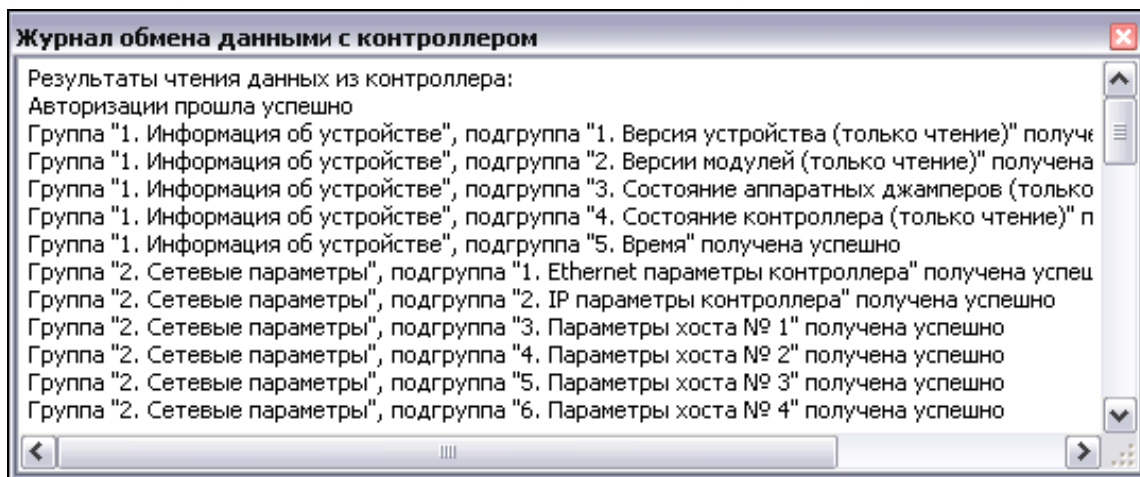 Журнал обмена данными с контроллером
Результаты чтения данных из контроллера:
Авторизации прошла успешно
Группа "1. Информация об устройстве", подгруппа "1. Версия устройства (только чтение)" получе
Группа "1. Информация об устройстве", подгруппа "2. Версии модулей (только чтение)" получена
Группа "1. Информация об устройстве", подгруппа "3. Состояние аппаратных джамперов (только
Группа "1. Информация об устройстве", подгруппа "4. Состояние контроллера (только чтение)" п
Группа "1. Информация об устройстве", подгруппа "5. Время" получена успешно
Группа "2. Сетевые параметры", подгруппа "1. Ethernet параметры контроллера" получена успеш
Группа "2. Сетевые параметры", подгруппа "2. IP параметры контроллера" получена успешно
Группа "2. Сетевые параметры", подгруппа "3. Параметры хоста № 1" получена успешно
Группа "2. Сетевые параметры", подгруппа "4. Параметры хоста № 2" получена успешно
Группа "2. Сетевые параметры", подгруппа "5. Параметры хоста № 3" получена успешно
Группа "2. Сетевые параметры", подгруппа "6. Параметры хоста № 4" получена успешно